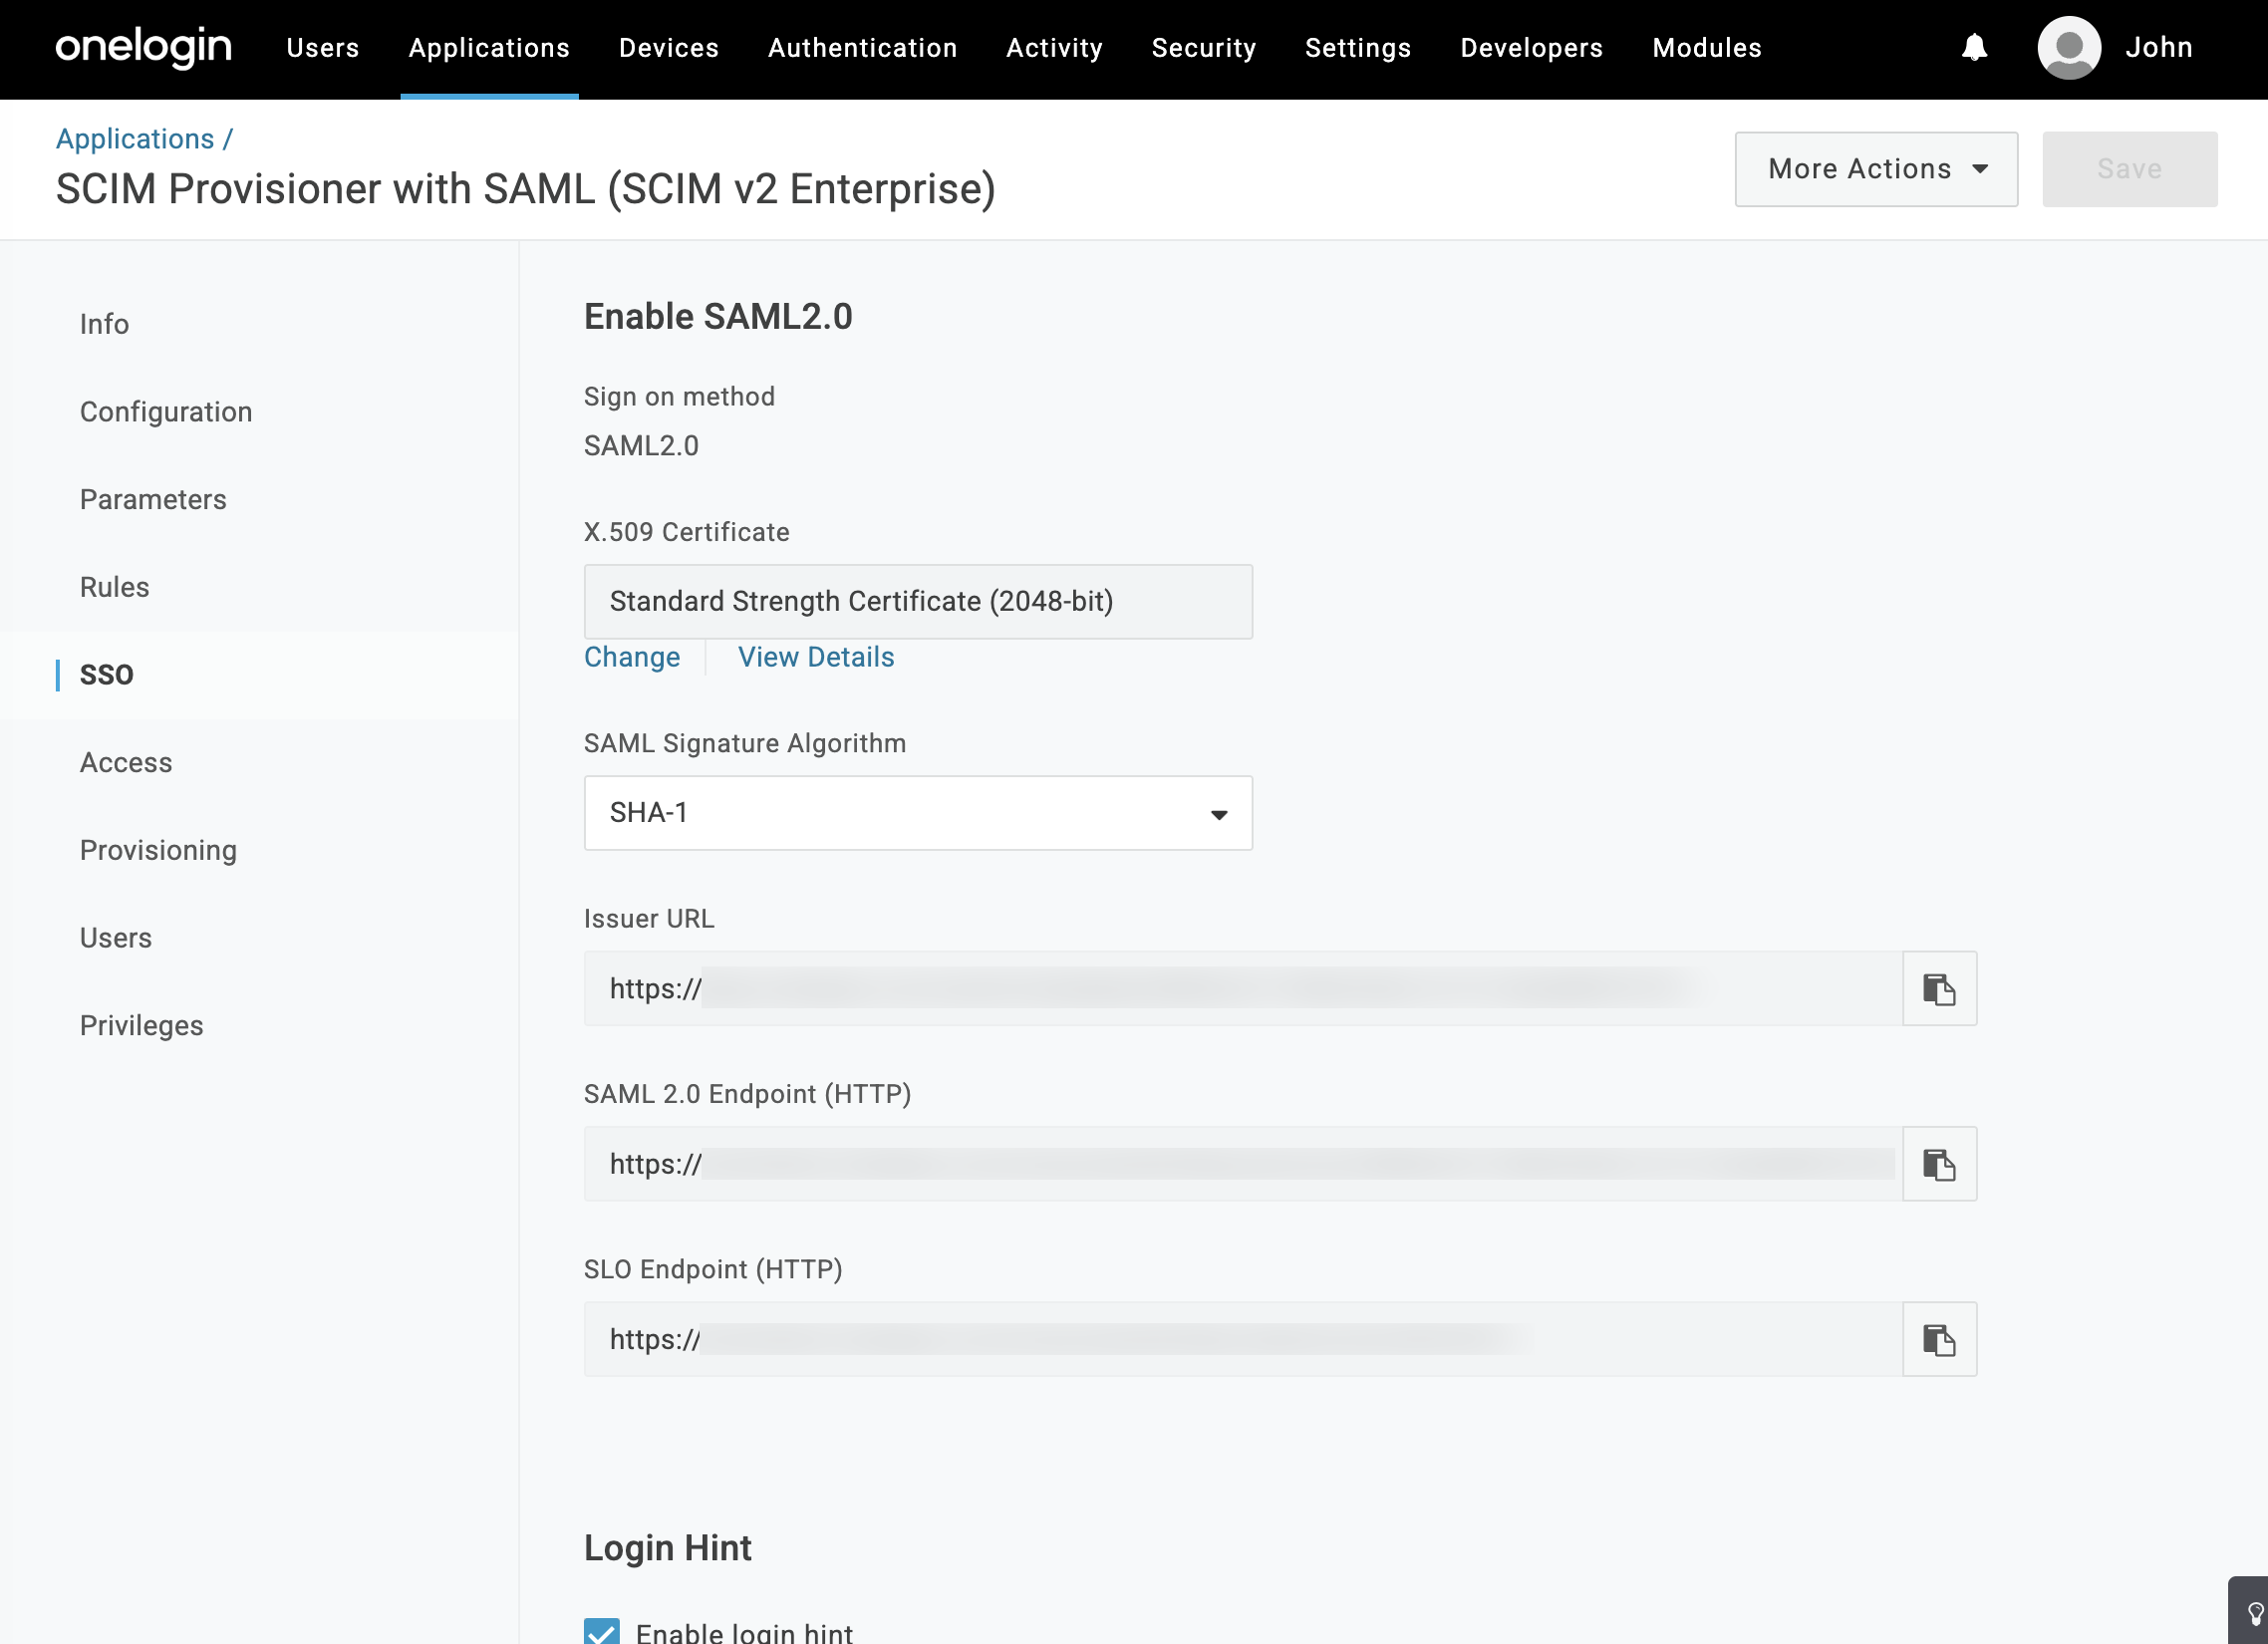 onelogin Users Applications Devices Authentication Activity Security Settings Developers Modules John
Applications /
SCIM Provisioner with SAML (SCIM v2 Enterprise)
More Actions
Save
Info
Configuration
Parameters
Rules
SSO
Access
Provisioning
Users
Privileges
Enable SAML2.0
Sign on method
SAML2.0
X.509 Certificate
Standard Strength Certificate (2048-bit)
Change
View Details
SAML Signature Algorithm
SHA-1
Issuer URL
https://
SAML 2.0 Endpoint (HTTP)
https://
SLO Endpoint (HTTP)
https://
Login Hint
Enable login hint